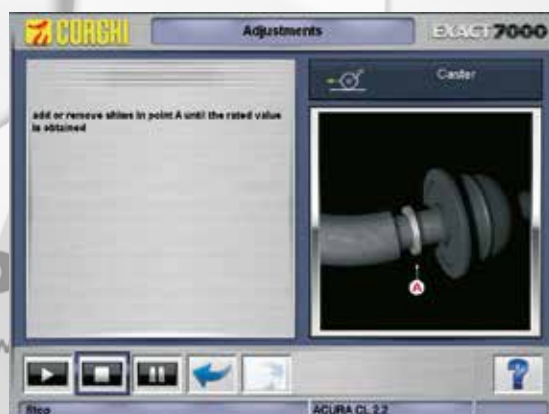 CORGHI
Adjustments
EXACT7000
Caster
add or remove shims in point A until the rated value
is obtained
A
?
Stop
ACURA CL 2.2